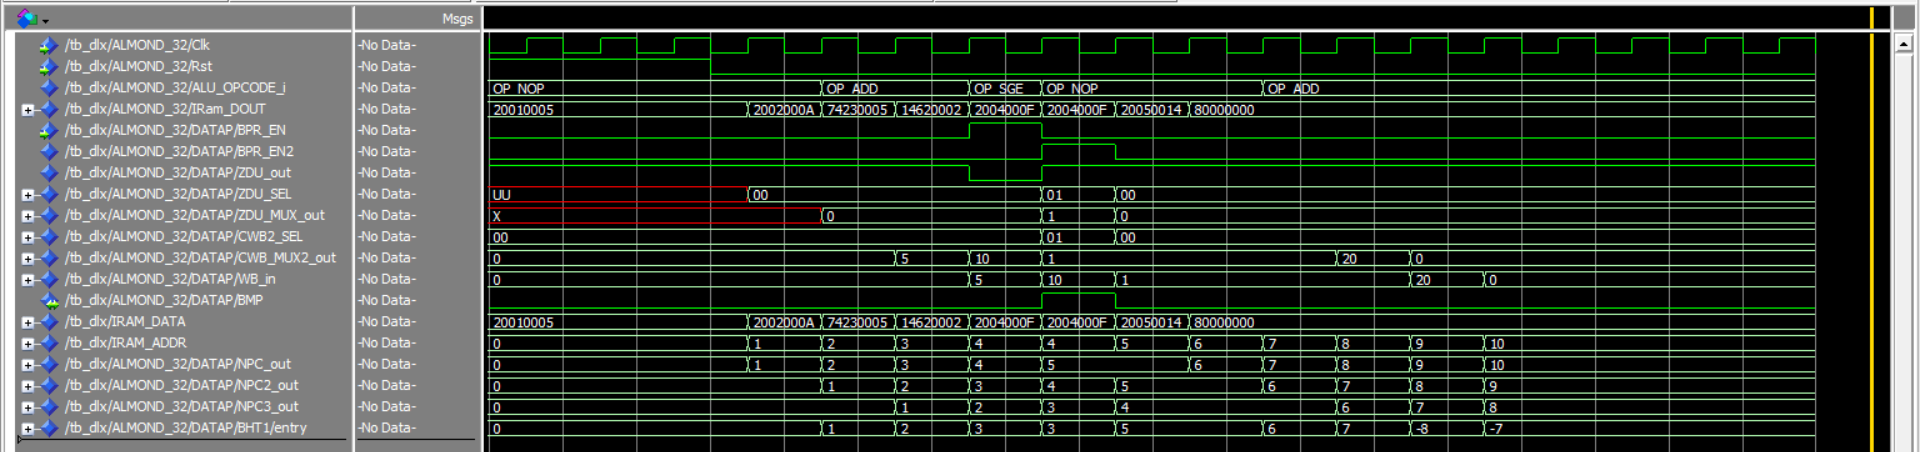 Msgs
/tb_dlx/ALMOND_32/Clk -No Data-
/tb_dlx/ALMOND_32/Rst -No Data-
/tb_dlx/ALMOND_32/ALU_OPCODE_i -No Data- OP_NOP OP_ADD OP_SGE OP_NOP OP_ADD
/tb_dlx/ALMOND_32/IRam_DOUT -No Data- 20010005 2002000A 74230005 14620002 2004000F 2004000F 20050014 80000000
/tb_dlx/ALMOND_32/DATAP/BPR_EN -No Data-
/tb_dlx/ALMOND_32/DATAP/BPR_EN2 -No Data-
/tb_dlx/ALMOND_32/DATAP/ZDU_out -No Data-
/tb_dlx/ALMOND_32/DATAP/ZDU_SEL -No Data- UU 00 01 00
/tb_dlx/ALMOND_32/DATAP/ZDU_MUX_out -No Data- X 0 1 0
/tb_dlx/ALMOND_32/DATAP/CWB2_SEL -No Data- 00 01 00
/tb_dlx/ALMOND_32/DATAP/CWB_MUX2_out -No Data- 0 5 10 1 20 0
/tb_dlx/ALMOND_32/DATAP/WB_in -No Data- 0 5 10 1 20 0
/tb_dlx/ALMOND_32/DATAP/BMP -No Data-
/tb_dlx/IRAM_DATA -No Data- 20010005 2002000A 74230005 14620002 2004000F 2004000F 20050014 80000000
/tb_dlx/IRAM_ADDR -No Data- 0 1 2 3 4 4 5 6 7 8 9 10
/tb_dlx/ALMOND_32/DATAP/NPC_out -No Data- 0 1 2 3 4 5 6 7 8 9 10
/tb_dlx/ALMOND_32/DATAP/NPC2_out -No Data- 0 1 2 3 4 5 6 7 8 9
/tb_dlx/ALMOND_32/DATAP/NPC3_out -No Data- 0 1 2 3 4 6 7 8
/tb_dlx/ALMOND_32/DATAP/BHT1/entry -No Data- 0 1 2 3 3 5 6 7 -8 -7